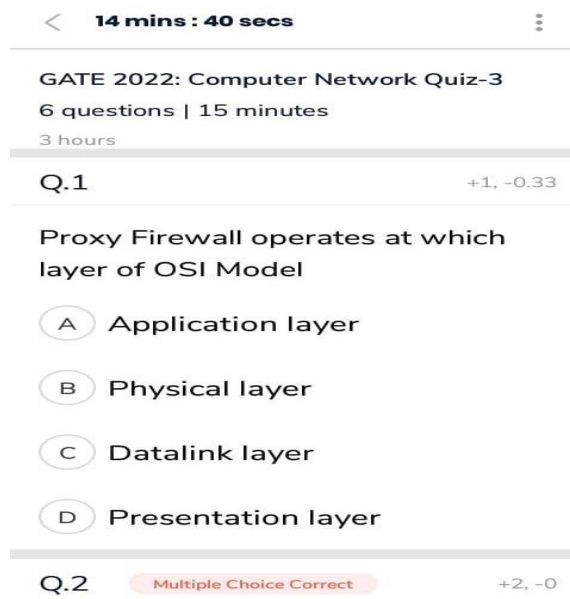 14 mins : 40 secs
GATE 2022: Computer Network Quiz-3
6 questions | 15 minutes
3 hours
Q.1 +1, -0.33
Proxy Firewall operates at which
layer of OSI Model
A Application layer
B Physical layer
C Datalink layer
D Presentation layer
Q.2 Multiple Choice Correct +2, -0